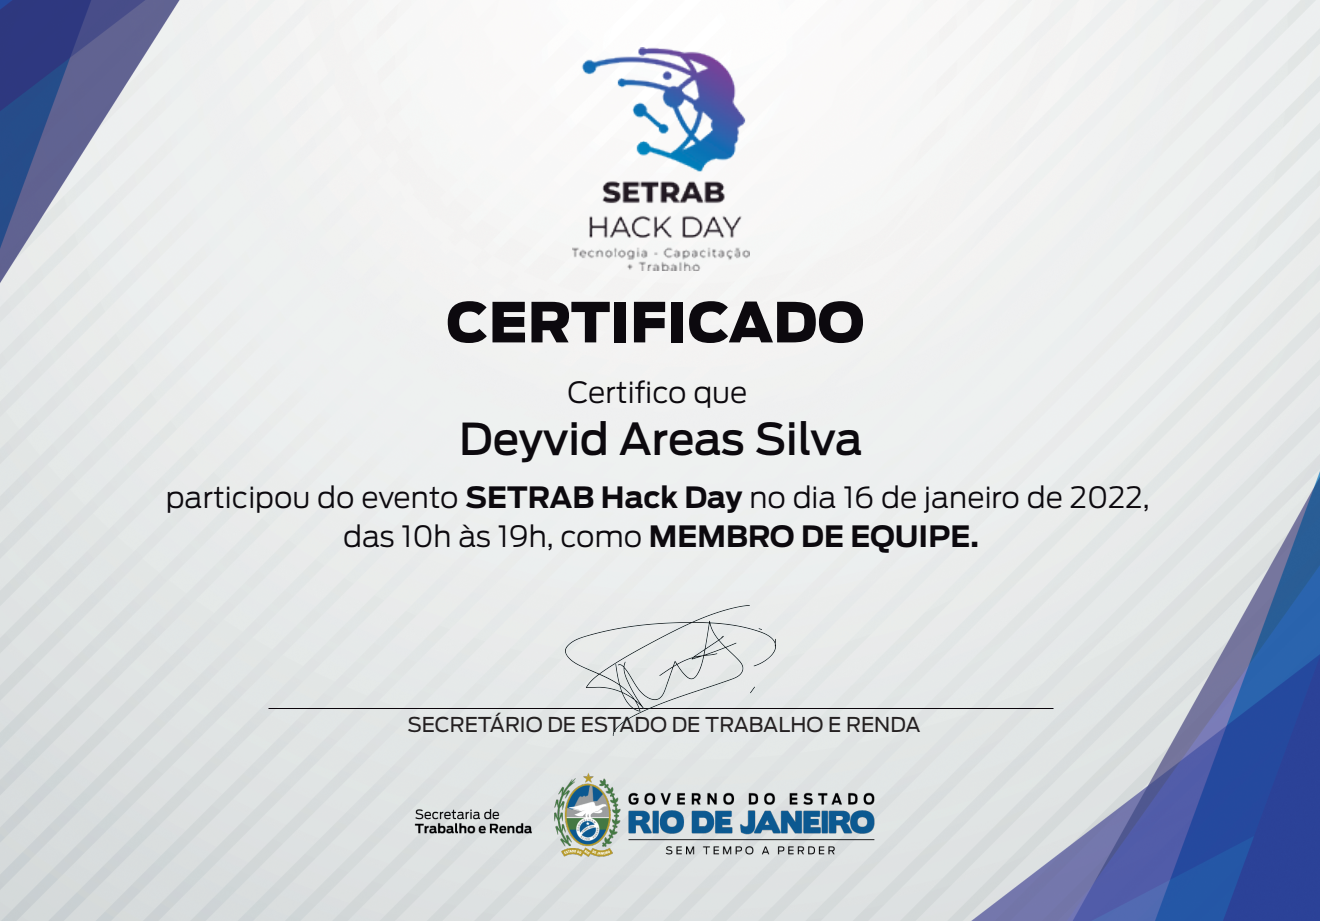 SETRAB
HACK DAY
Tecnologia - Capacitação
+ Trabalho
CERTIFICADO
Certifico que
Deyvid Areas Silva
participou do evento SETRAB Hack Day no dia 16 de janeiro de 2022,
das 10h às 19h, como MEMBRO DE EQUIPE.
SECRETÁRIO DE ESTADO DE TRABALHO E RENDA
Secretaria de
Trabalho e Renda
GOVERNO DO ESTADO
RIO DE JANEIRO
SEM TEMPO A PERDER